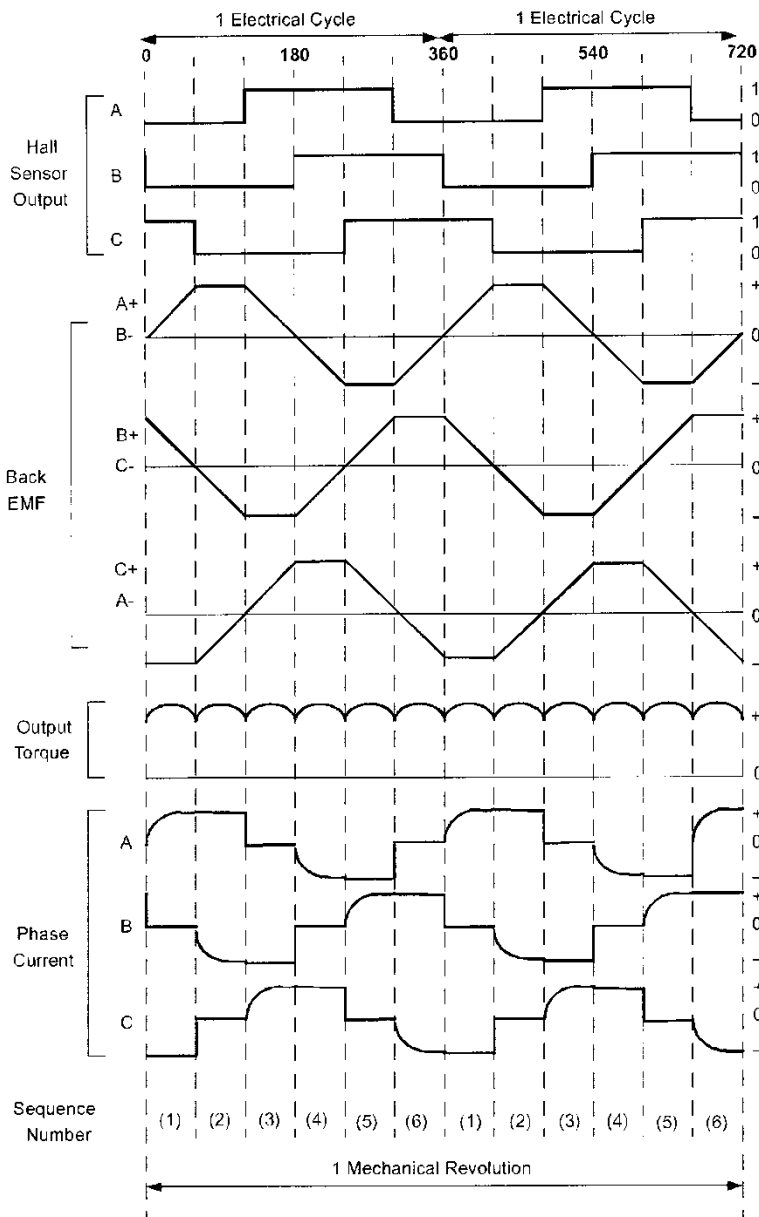 1 Electrical Cycle 1 Electrical Cycle
0 180 360 540 720
A 1
0
Hall
Sensor
Output
B 1
0
C 1
0
A+ +
B- 0
−
B+ +
C- 0
−
Back
EMF
C+ +
A- 0
−
Output
Torque
+
0
A +
0
−
Phase
Current
B +
0
−
C +
0
−
Sequence
Number
(1) (2) (3) (4) (5) (6) (1) (2) (3) (4) (5) (6)
1 Mechanical Revolution